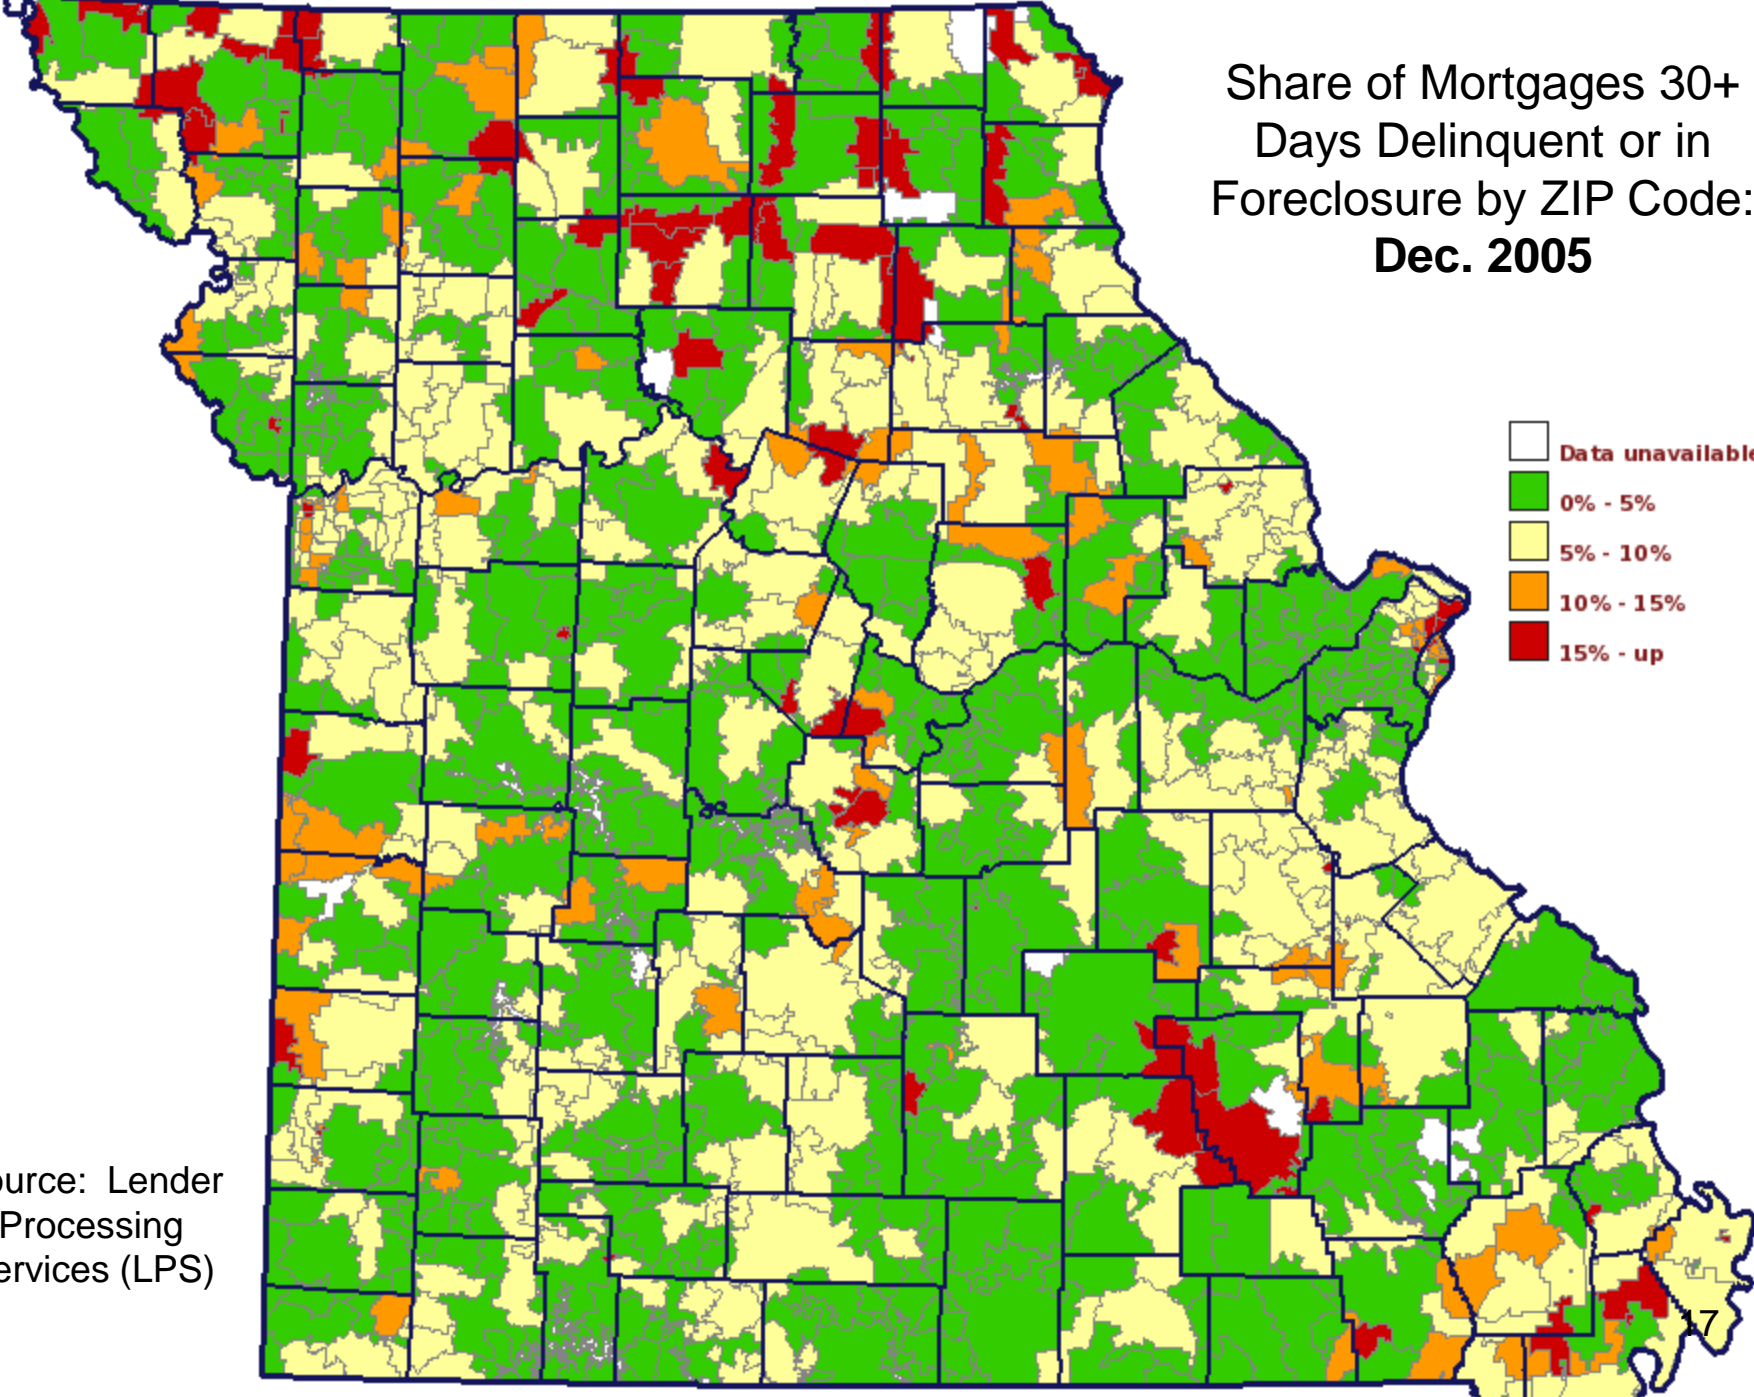 Share of Mortgages 30+
Days Delinquent or in
Foreclosure by ZIP Code:
Dec. 2005
Data unavailable
0% - 5%
5% - 10%
10% - 15%
15% - up
ource: Lender
Processing
ervices (LPS)
17